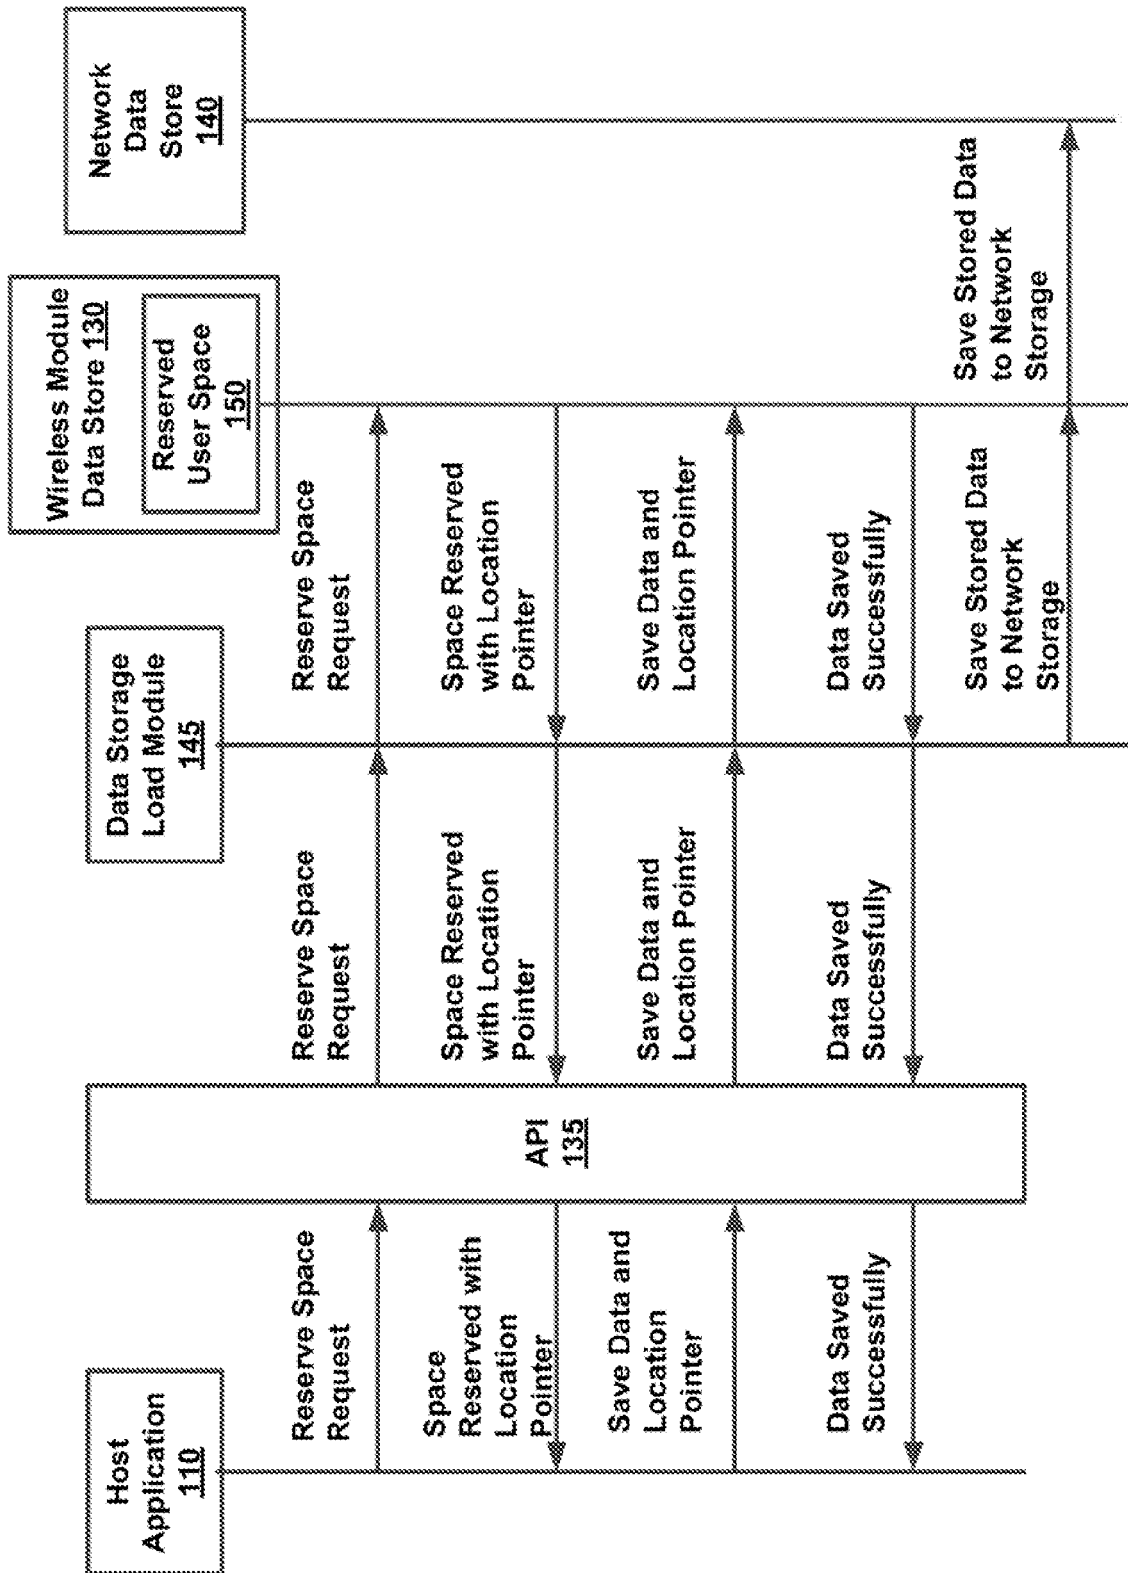 Host
Application
110
API
135
Data Storage
Load Module
145
Wireless Module
Data Store 130
Reserved
User Space
150
Network
Data
Store
140
Reserve Space
Request
Reserve Space
Request
Reserve Space
Request
Space
Reserved with
Location
Pointer
Space Reserved
with Location
Pointer
Space Reserved
with Location
Pointer
Save Data and
Location
Pointer
Save Data and
Location Pointer
Save Data and
Location Pointer
Data Saved
Successfully
Data Saved
Successfully
Data Saved
Successfully
Save Stored Data
to Network
Storage
Save Stored Data
to Network
Storage